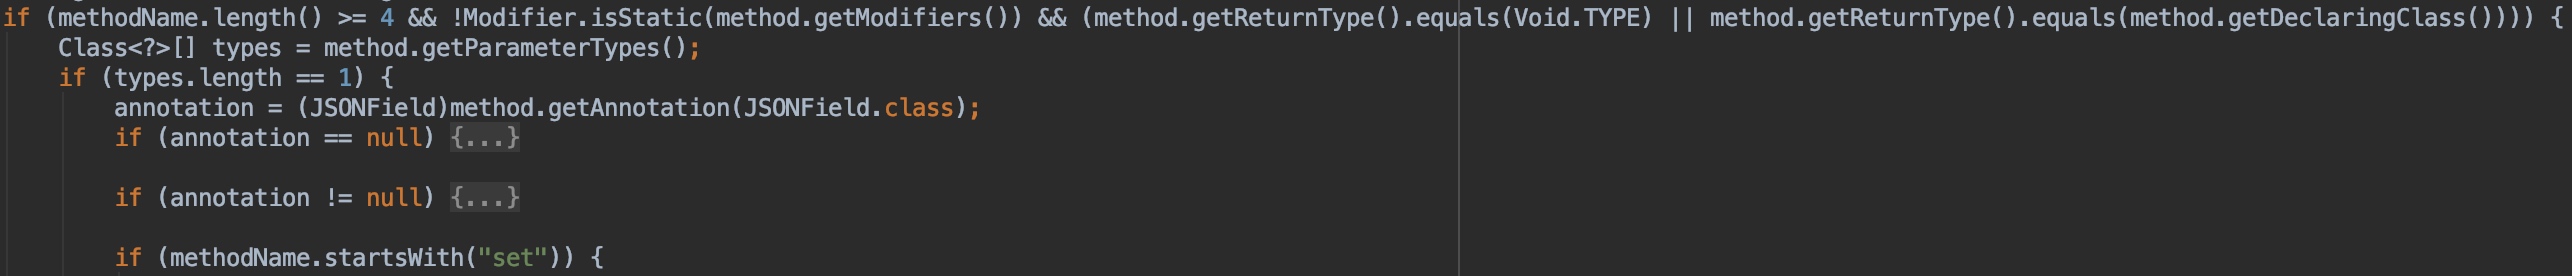 if (methodName.length() >= 4 && !Modifier.isStatic(method.getModifiers()) && (method.getReturnType().equals(Void.TYPE) || method.getReturnType().equals(method.getDeclaringClass()))) {
Class<?>[] types = method.getParameterTypes();
if (types.length == 1) {
annotation = (JSONField)method.getAnnotation(JSONField.class);
if (annotation == null) {...}
if (annotation != null) {...}
if (methodName.startsWith("set")) {